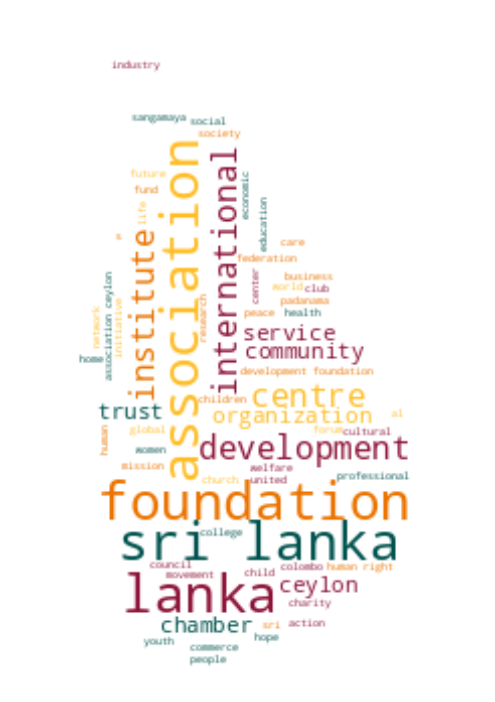 industry
sangamaya
social
society
association
international
future
fund
life
economic
education
institute
a
care
federation
center
business
world
club
padanama
peace
health
research
association ceylon
network
initiative
home
service
community
development foundation
children
centre
trust
organization
al
global
human
forum
cultural
women
development
mission
welfare
church
united
professional
foundation
sri lanka
college
council
movement
child
colombo
human right
lanka
ceylon
charity
chamber
sri
action
youth
hope
commerce
people